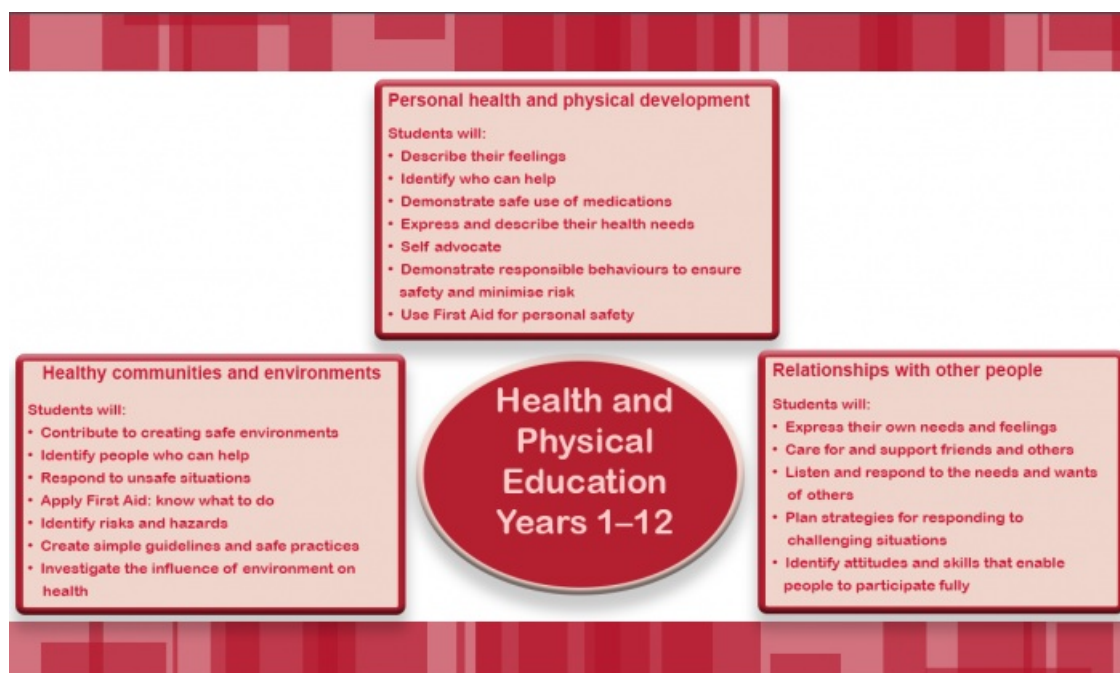 Personal health and physical development
Students will:
• Describe their feelings
• Identify who can help
• Demonstrate safe use of medications
• Express and describe their health needs
• Self advocate
• Demonstrate responsible behaviours to ensure
safety and minimise risk
• Use First Aid for personal safety
Healthy communities and environments
Students will:
• Contribute to creating safe environments
• Identify people who can help
• Respond to unsafe situations
• Apply First Aid: know what to do
• Identify risks and hazards
• Create simple guidelines and safe practices
• Investigate the influence of environment on
health
Health and
Physical
Education
Years 1–12
Relationships with other people
Students will:
• Express their own needs and feelings
• Care for and support friends and others
• Listen and respond to the needs and wants
of others
• Plan strategies for responding to
challenging situations
• Identify attitudes and skills that enable
people to participate fully